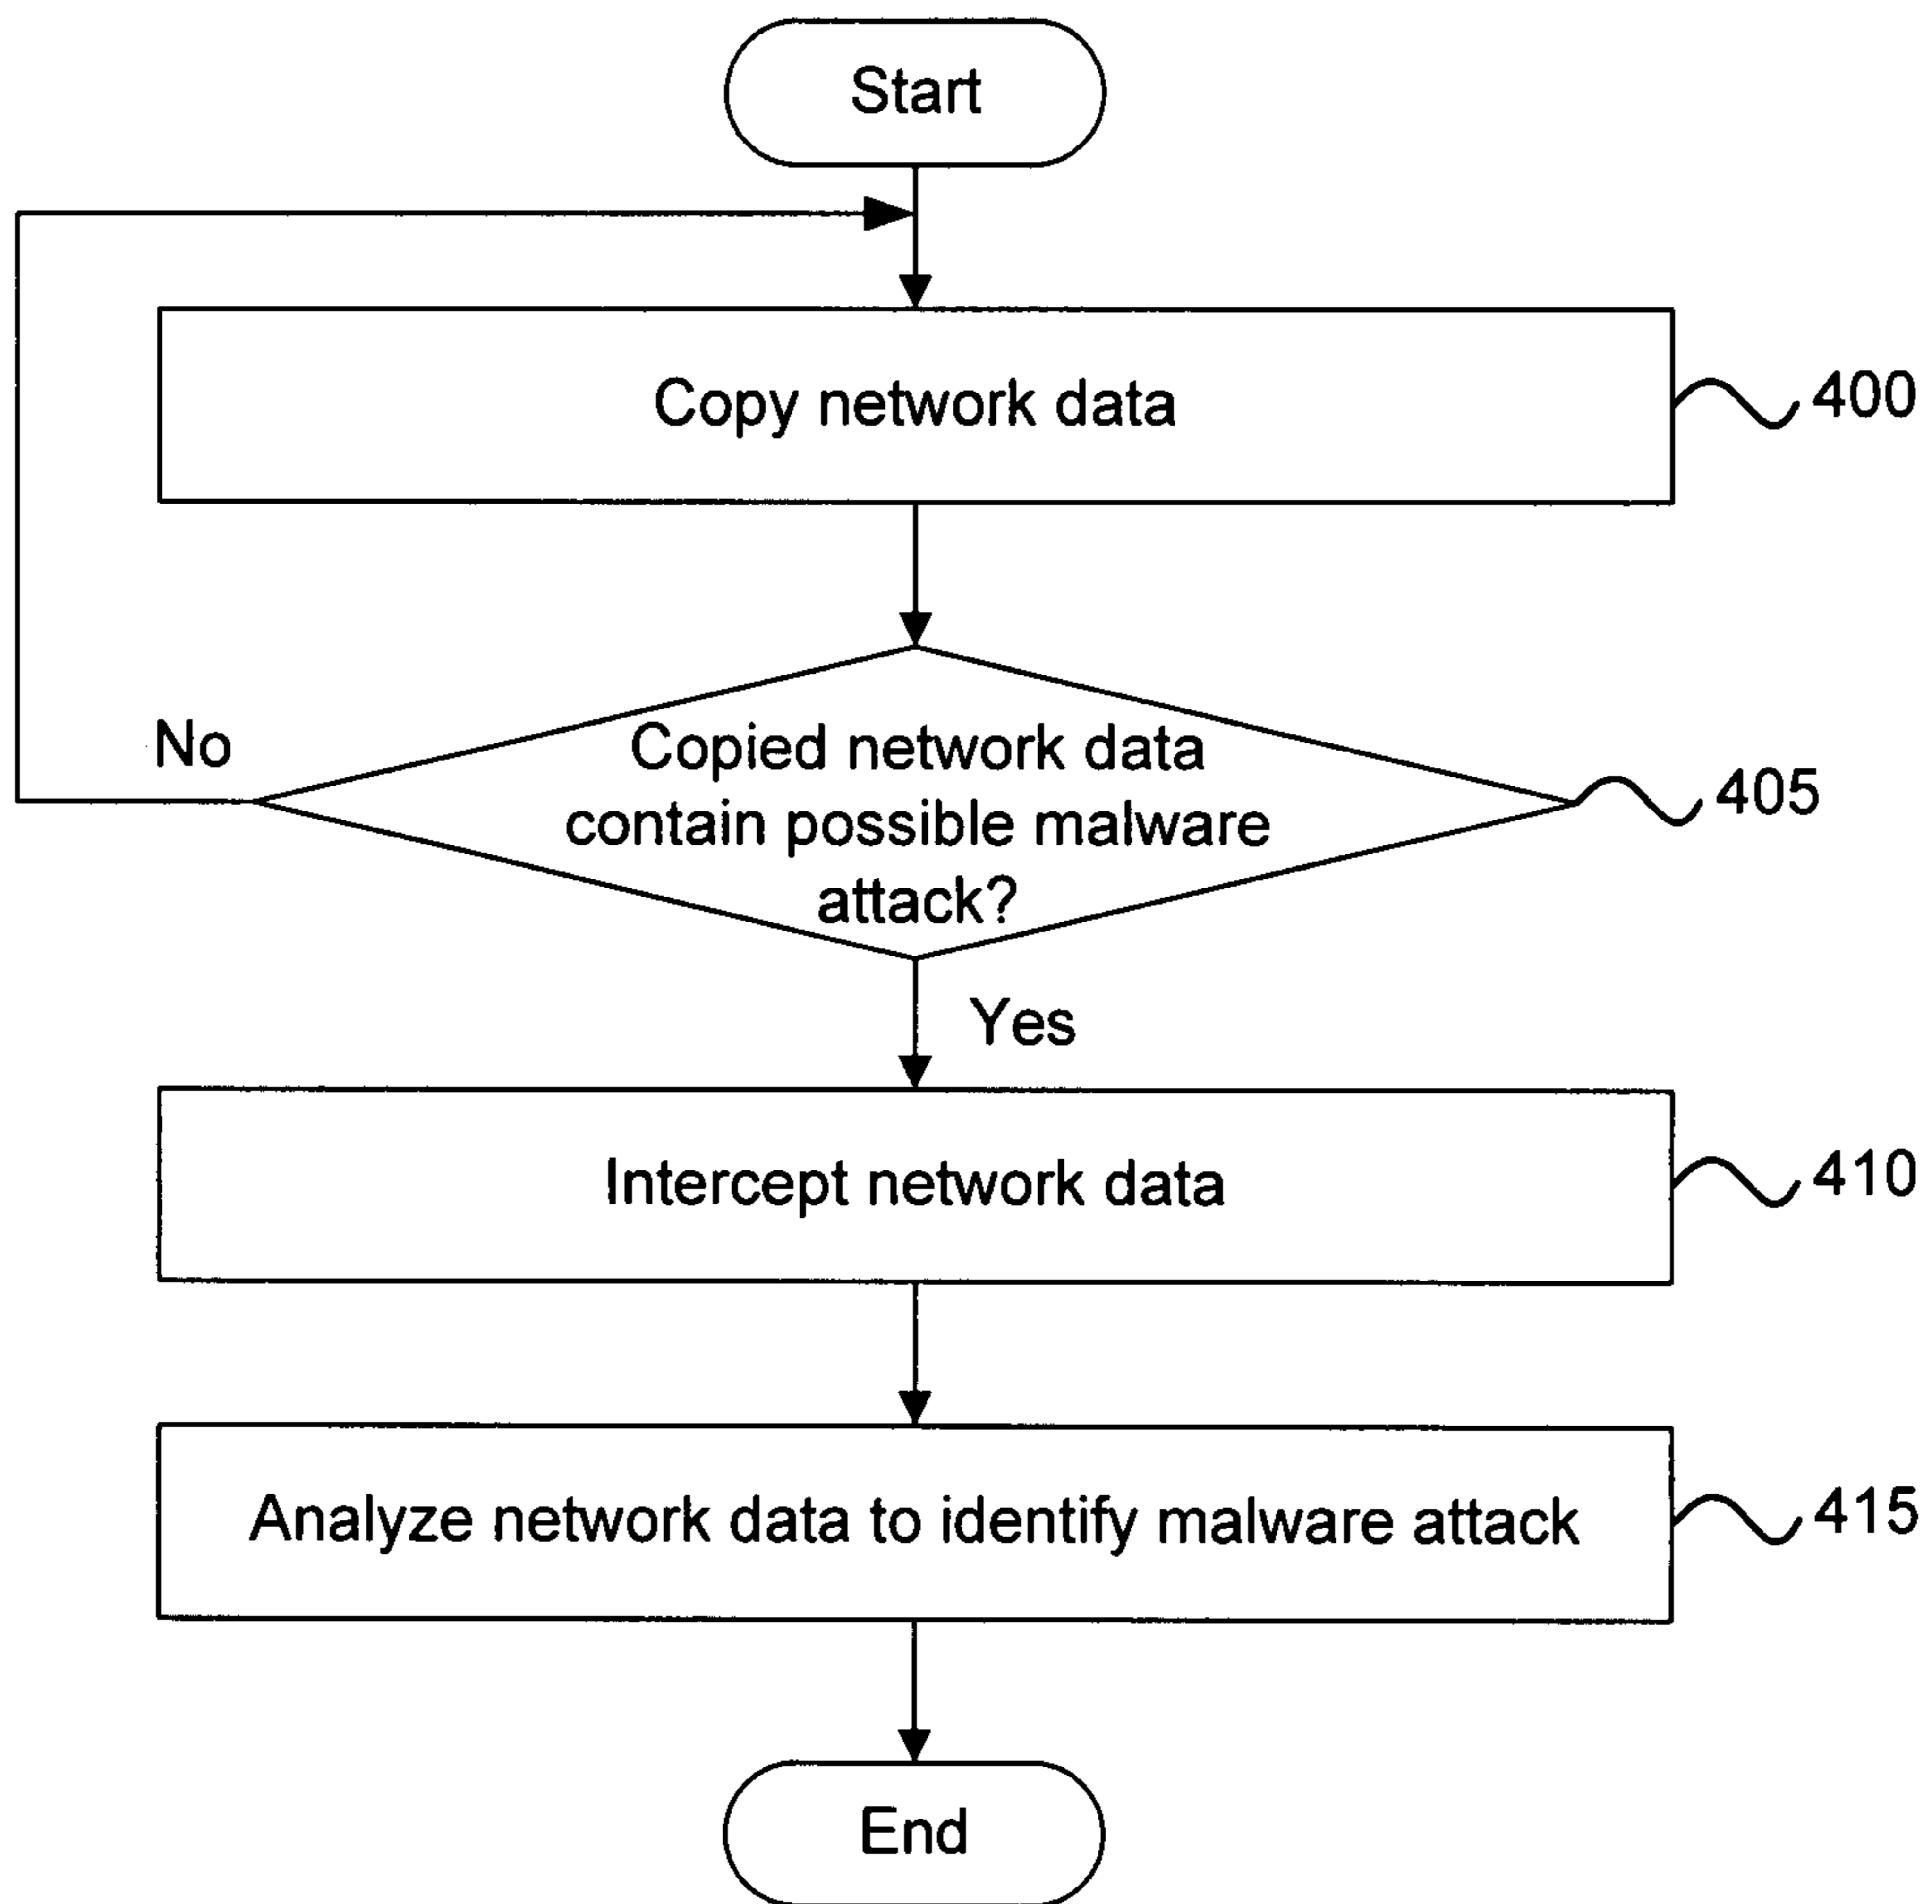 Start
Copy network data
400
No
Copied network data
contain possible malware
attack?
405
Yes
Intercept network data
410
Analyze network data to identify malware attack
415
End